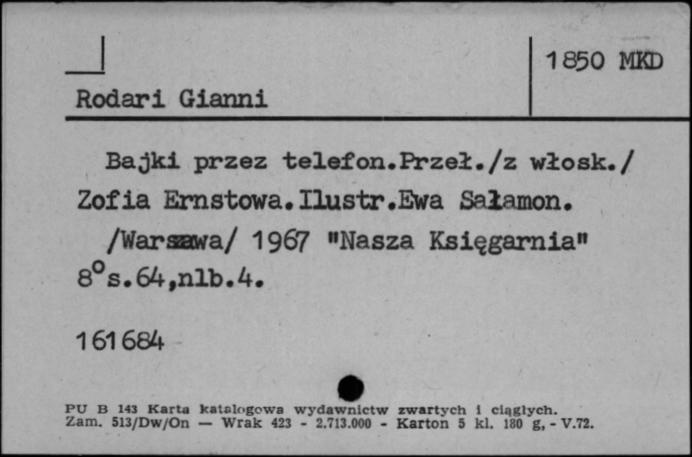 1850 MKD
Rodari Gianni
Bajki przez telefon.Przeł./z włosk./
Zofia Ernstowa.Ilustr.Ewa Sałamon.
/Warszawa/ 1967 "Nasza Księgarnia"
8°s.64,nlb.4.
161684
PU B 143 Karta katalogowa wydawnictw zwartych i ciągłych.
Zam. 513/Dw/On — Wrak 423 - 2.713.000 - Karton 5 kl. 180 g, - V.72.